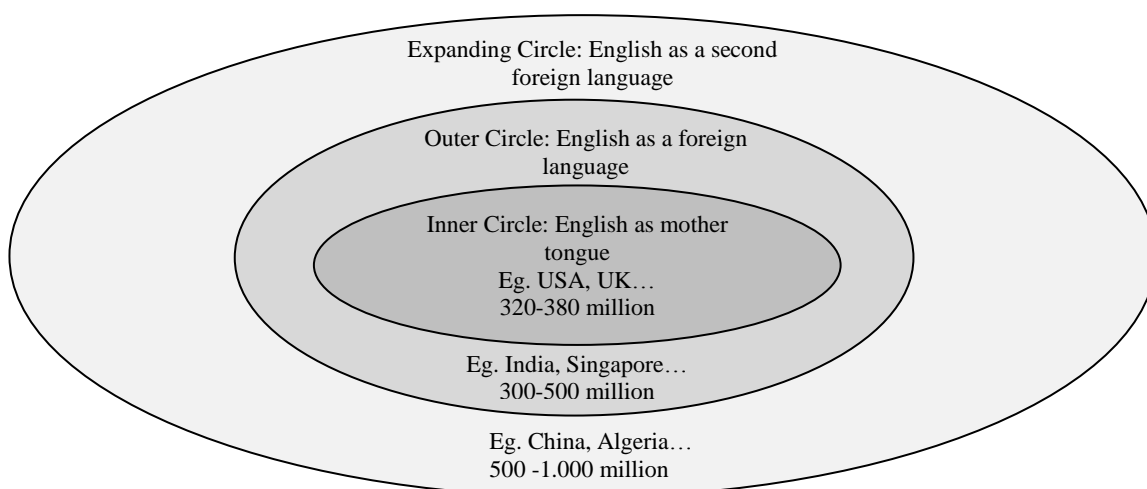 Expanding Circle: English as a second
foreign language
Outer Circle: English as a foreign
language
Inner Circle: English as mother
tongue
Eg. USA, UK…
320-380 million
Eg. India, Singapore…
300-500 million
Eg. China, Algeria…
500 -1.000 million